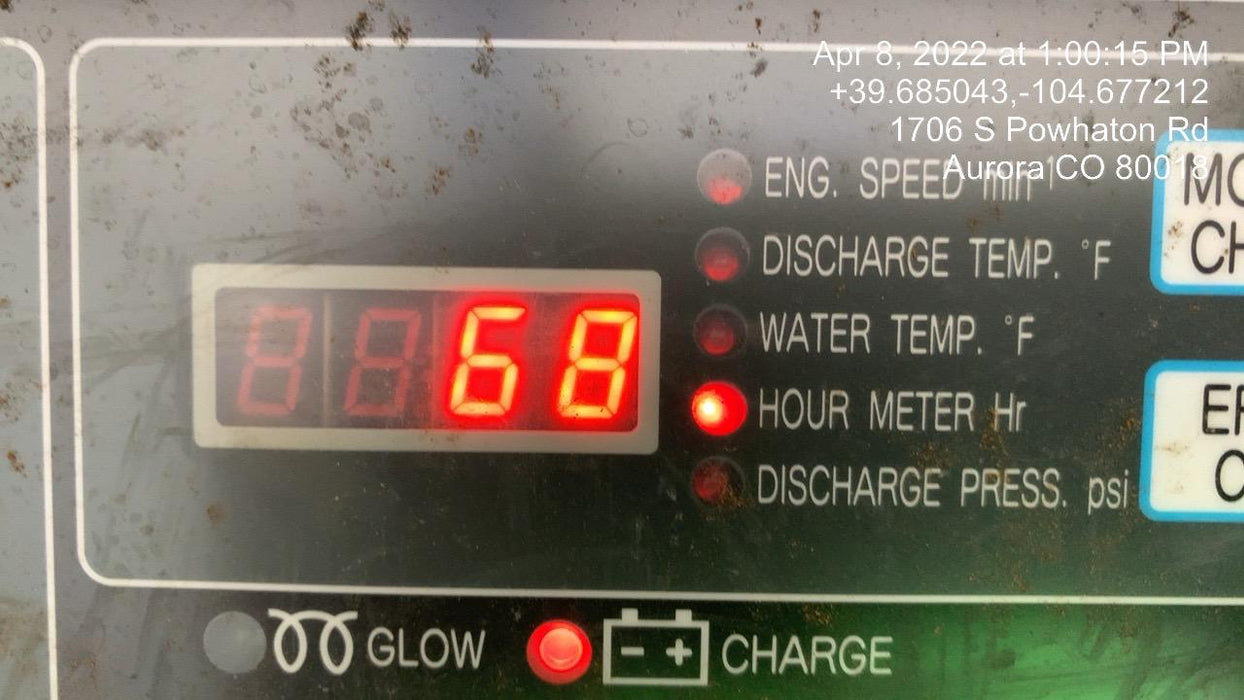 Apr 8, 2022 at 1:00:15 PM
+39.685043,-104.677212
1706 S Powhaton Rd
Aurora CO 80018
ENG. SPEED min⁻¹
DISCHARGE TEMP. °F
WATER TEMP. °F
68
HOUR METER Hr
DISCHARGE PRESS. psi
GLOW
- +
CHARGE